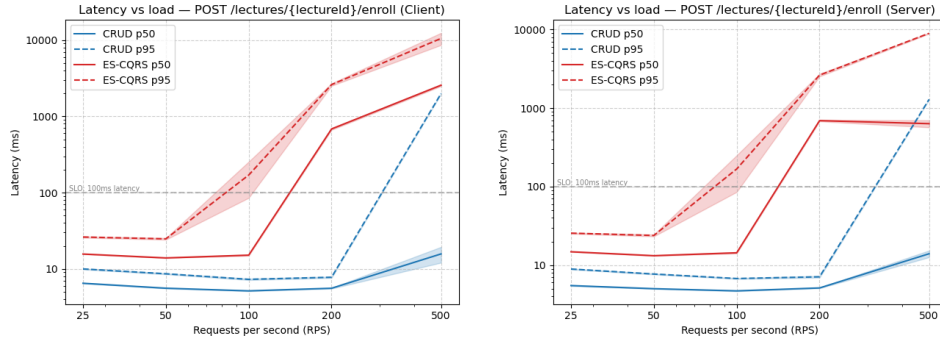 Latency vs load — POST /lectures/{lectureId}/enroll (Client)
CRUD p50
CRUD p95
ES-CQRS p50
ES-CQRS p95
10000
1000
100
10
Latency (ms)
SLO: 100ms latency
25
50
100
200
500
Requests per second (RPS)
Latency vs load — POST /lectures/{lectureId}/enroll (Server)
CRUD p50
CRUD p95
ES-CQRS p50
ES-CQRS p95
10000
1000
100
10
Latency (ms)
SLO: 100ms latency
25
50
100
200
500
Requests per second (RPS)